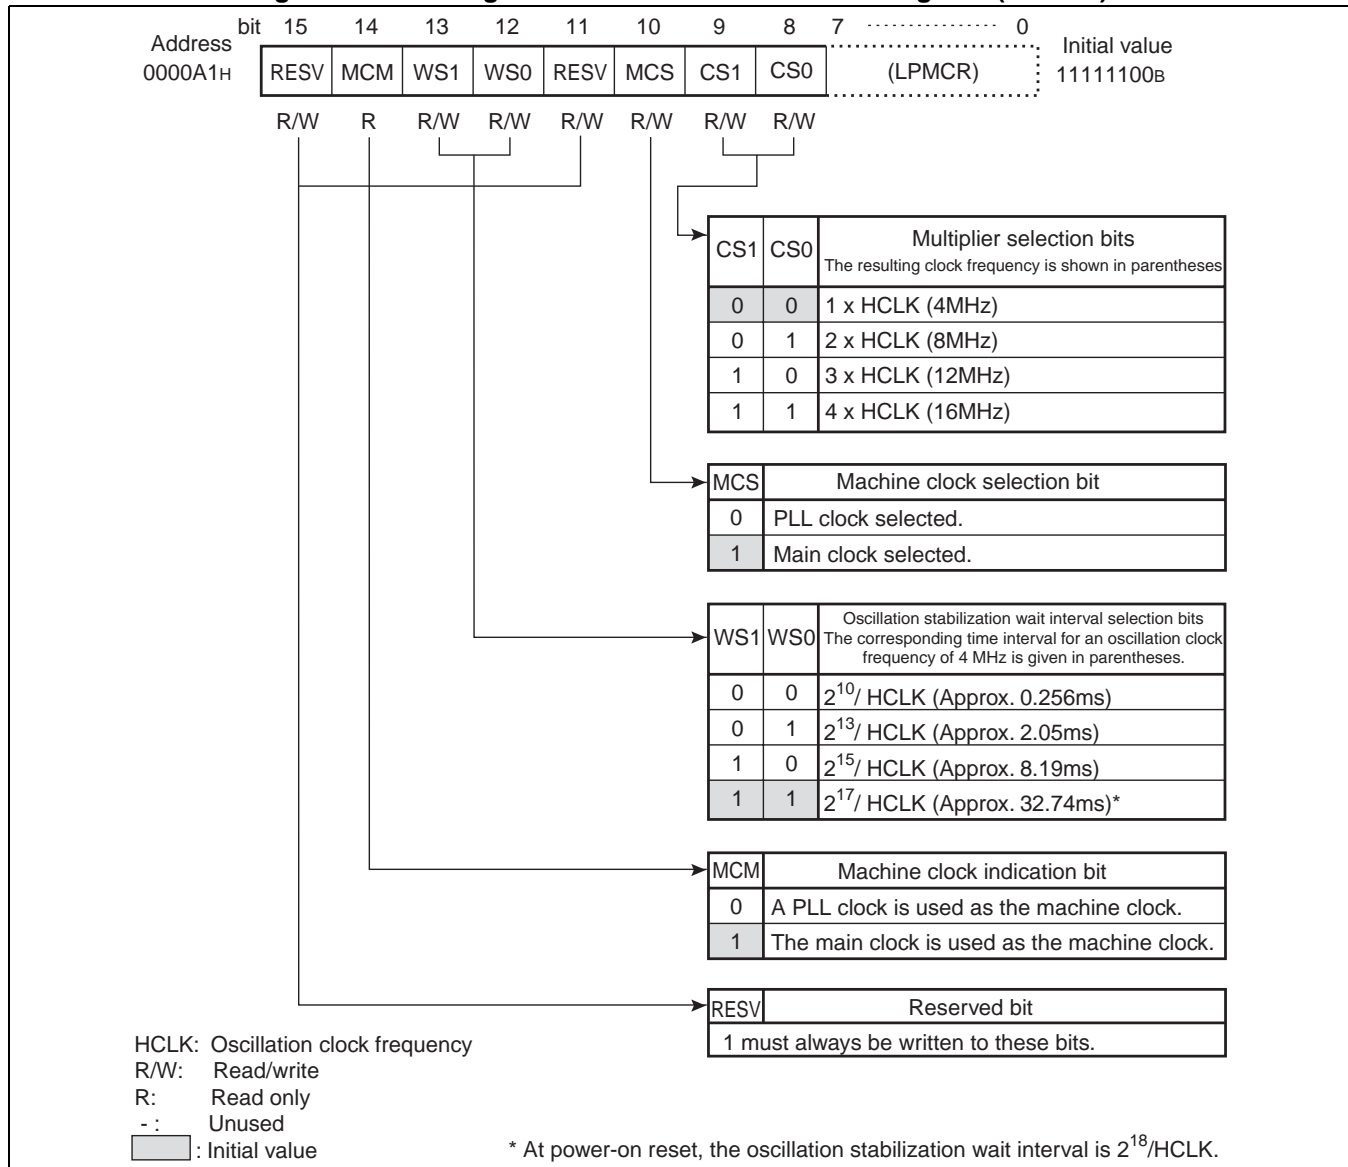 bit 15 14 13 12 11 10 9 8 7 0
Address
0000A1H RESV MCM WS1 WS0 RESV MCS CS1 CS0 (LPMCR)
Initial value
11111100B
R/W R R/W R/W R/W R/W R/W R/W
CS1 CS0 Multiplier selection bits
The resulting clock frequency is shown in parentheses
0 0 1 x HCLK (4MHz)
0 1 2 x HCLK (8MHz)
1 0 3 x HCLK (12MHz)
1 1 4 x HCLK (16MHz)
MCS Machine clock selection bit
0 PLL clock selected.
1 Main clock selected.
WS1 WS0 Oscillation stabilization wait interval selection bits
The corresponding time interval for an oscillation clock
frequency of 4 MHz is given in parentheses.
0 0 2^10/ HCLK (Approx. 0.256ms)
0 1 2^13/ HCLK (Approx. 2.05ms)
1 0 2^15/ HCLK (Approx. 8.19ms)
1 1 2^17/ HCLK (Approx. 32.74ms)*
MCM Machine clock indication bit
0 A PLL clock is used as the machine clock.
1 The main clock is used as the machine clock.
RESV Reserved bit
1 must always be written to these bits.
HCLK: Oscillation clock frequency
R/W: Read/write
R: Read only
- : Unused
: Initial value
* At power-on reset, the oscillation stabilization wait interval is 2^18/HCLK.